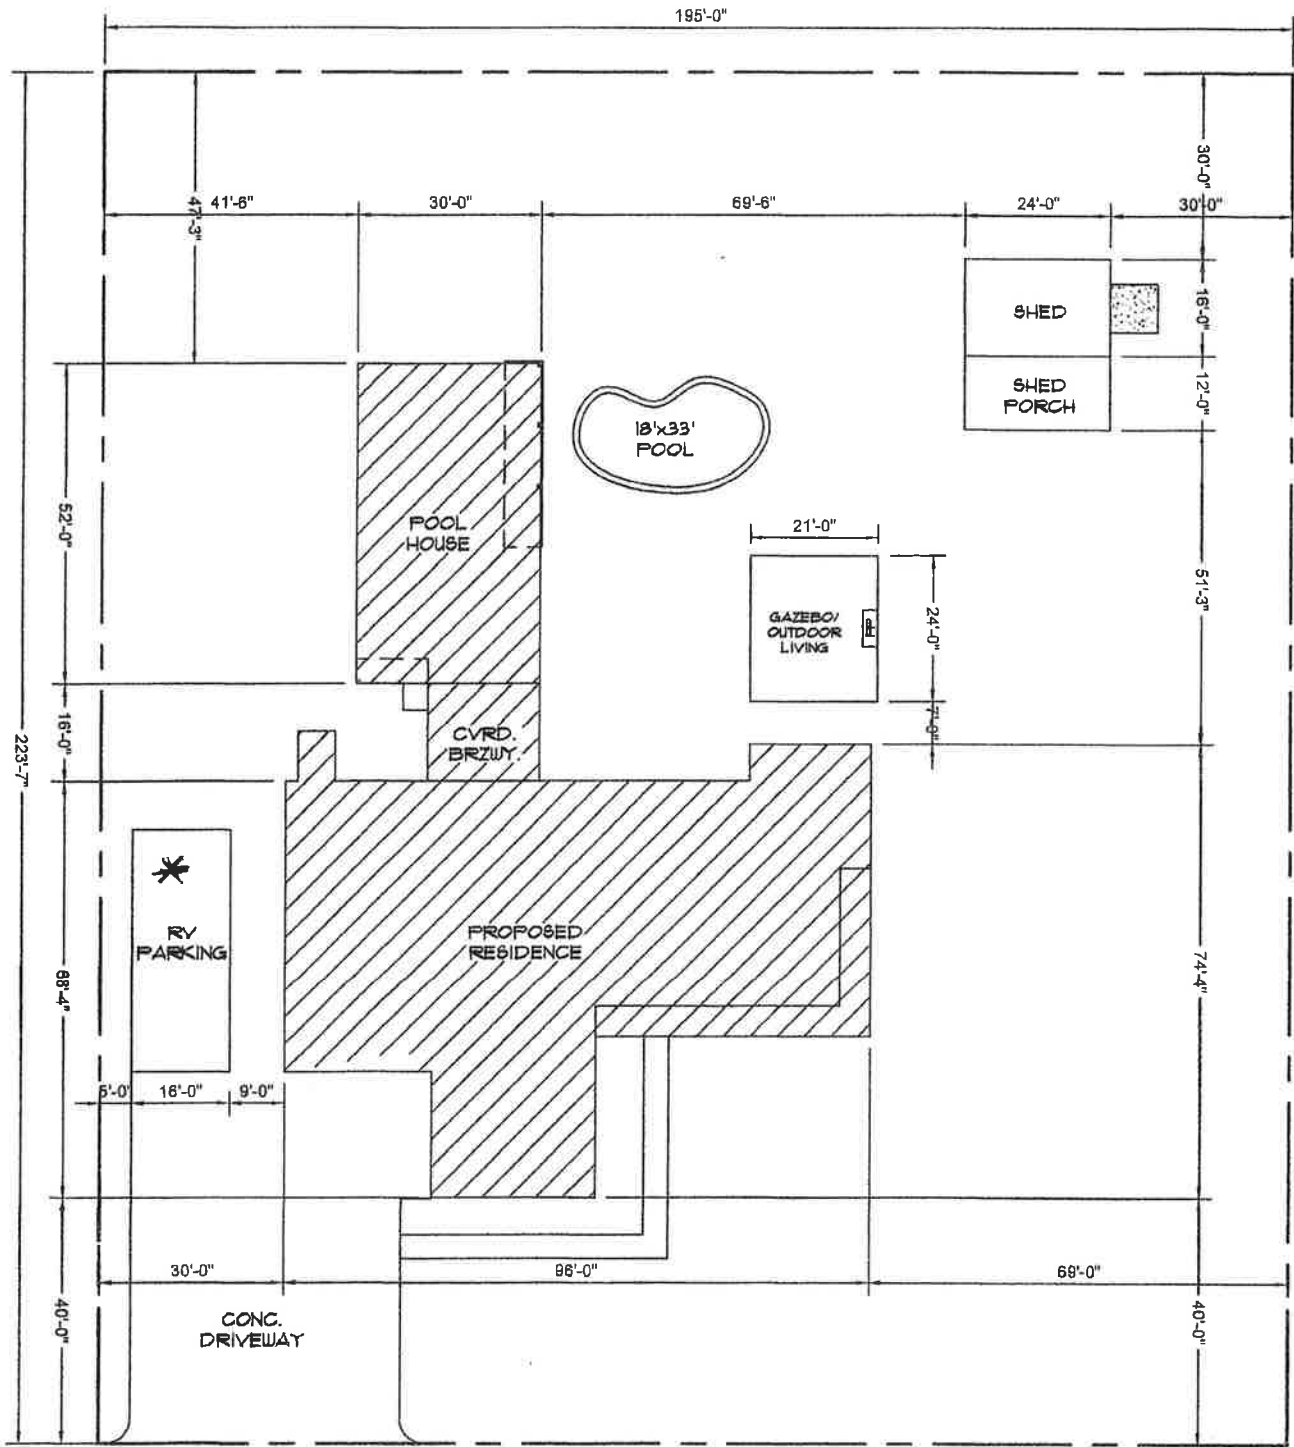 195'-0"
41'-6"
30'-0"
69'-6"
24'-0"
30'-0"
30'-0"
47'-3"
SHED
16'-0"
SHED
PORCH
12'-0"
18'x33'
POOL
52'-0"
POOL
HOUSE
21'-0"
GAZEBO/
OUTDOOR
LIVING
FP
24'-0"
51'-3"
7'-0"
16'-0"
CVRD.
BRZWY.
223'-7"
RY
PARKING
PROPOSED
RESIDENCE
68'-4"
74'-4"
5'-0'
16'-0"
9'-0"
30'-0"
96'-0"
69'-0"
40'-0"
CONC.
DRIVEWAY
40'-0"